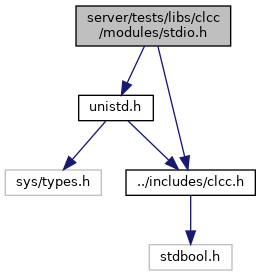 server/tests/libs/clcc
/modules/stdio.h
unistd.h
sys/types.h
../includes/clcc.h
stdbool.h